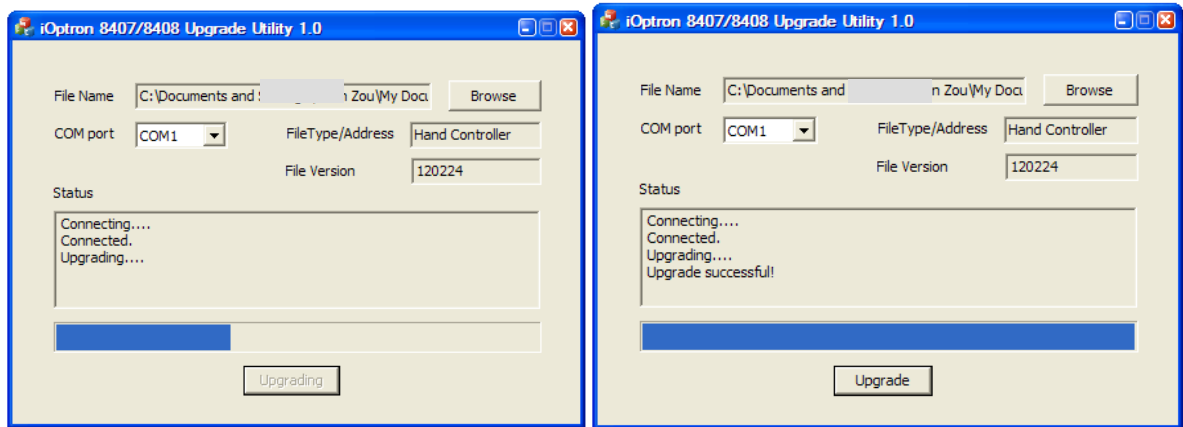 iOptron 8407/8408 Upgrade Utility 1.0
File Name C:\Documents and n Zou\My Docu Browse
COM port COM1 FileType/Address Hand Controller
File Version 120224
Status
Connecting....
Connected.
Upgrading....
Upgrading
iOptron 8407/8408 Upgrade Utility 1.0
File Name C:\Documents and n Zou\My Docu Browse
COM port COM1 FileType/Address Hand Controller
File Version 120224
Status
Connecting....
Connected.
Upgrading....
Upgrade successful!
Upgrade